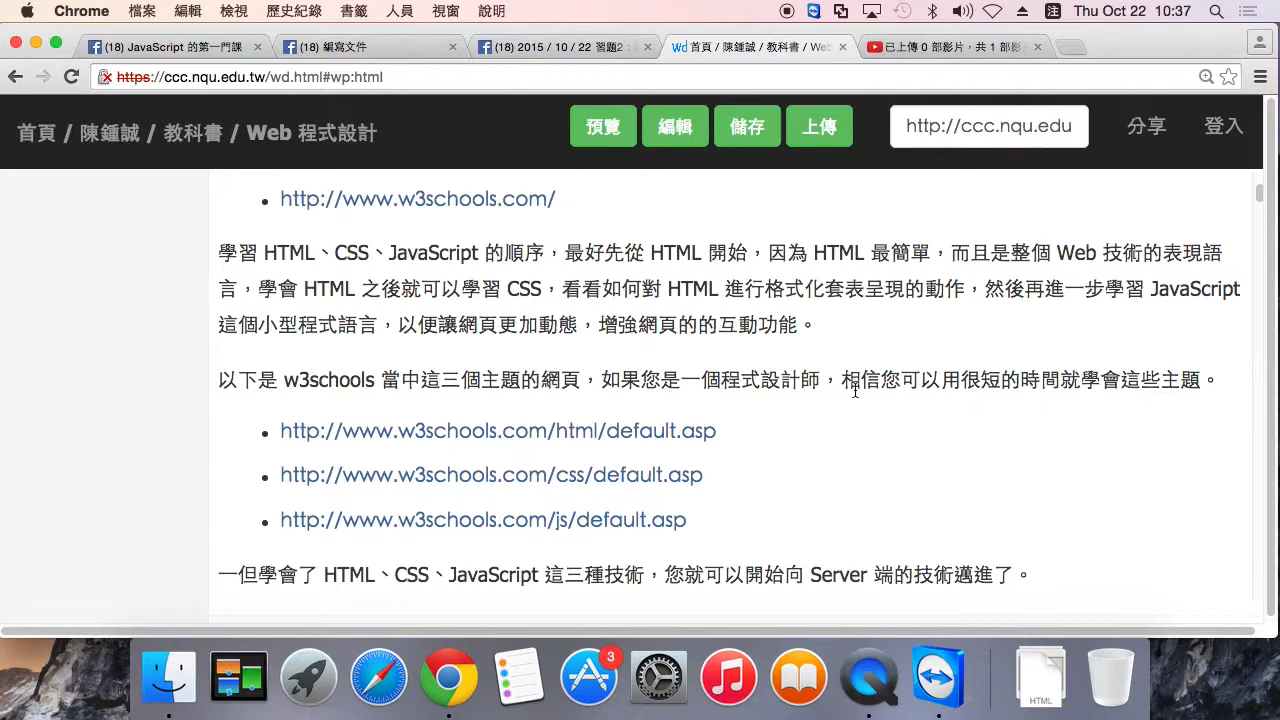 Chrome 檔案 編輯 檢視 歷史紀錄 書籤 人員 視窗 說明 注 Thu Oct 22 10:37
(18) JavaScript 的第一門課 (18) 編寫文件 (18) 2015 / 10 / 22 習題2： Wd 首頁 / 陳鍾誠 / 教科書 / Web 已上傳 0 部影片，共 1 部影
https://ccc.nqu.edu.tw/wd.html#wp:html
首頁 / 陳鍾誠 / 教科書 / Web 程式設計 預覽 編輯 儲存 上傳 http://ccc.nqu.edu 分享 登入
• http://www.w3schools.com/
學習 HTML、CSS、JavaScript 的順序，最好先從 HTML 開始，因為 HTML 最簡單，而且是整個 Web 技術的表現語
言，學會 HTML 之後就可以學習 CSS，看看如何對 HTML 進行格式化套表呈現的動作，然後再進一步學習 JavaScript
這個小型程式語言，以便讓網頁更加動態，增強網頁的的互動功能。
以下是 w3schools 當中這三個主題的網頁，如果您是一個程式設計師，相信您可以用很短的時間就學會這些主題。
• http://www.w3schools.com/html/default.asp
• http://www.w3schools.com/css/default.asp
• http://www.w3schools.com/js/default.asp
一但學會了 HTML、CSS、JavaScript 這三種技術，您就可以開始向 Server 端的技術邁進了。
3
HTML